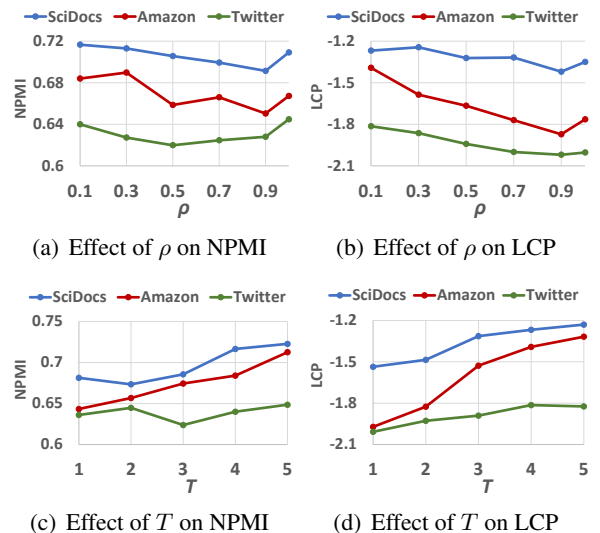 SciDocs Amazon Twitter
0.72
0.68
0.64
0.6
NPMI
0.1 0.3 0.5 0.7 0.9
ρ
(a) Effect of ρ on NPMI
SciDocs Amazon Twitter
-1.2
-1.5
-1.8
-2.1
LCP
0.1 0.3 0.5 0.7 0.9
ρ
(b) Effect of ρ on LCP
SciDocs Amazon Twitter
0.75
0.7
0.65
0.6
NPMI
1 2 3 4 5
T
(c) Effect of T on NPMI
SciDocs Amazon Twitter
-1.2
-1.5
-1.8
-2.1
LCP
1 2 3 4 5
T
(d) Effect of T on LCP